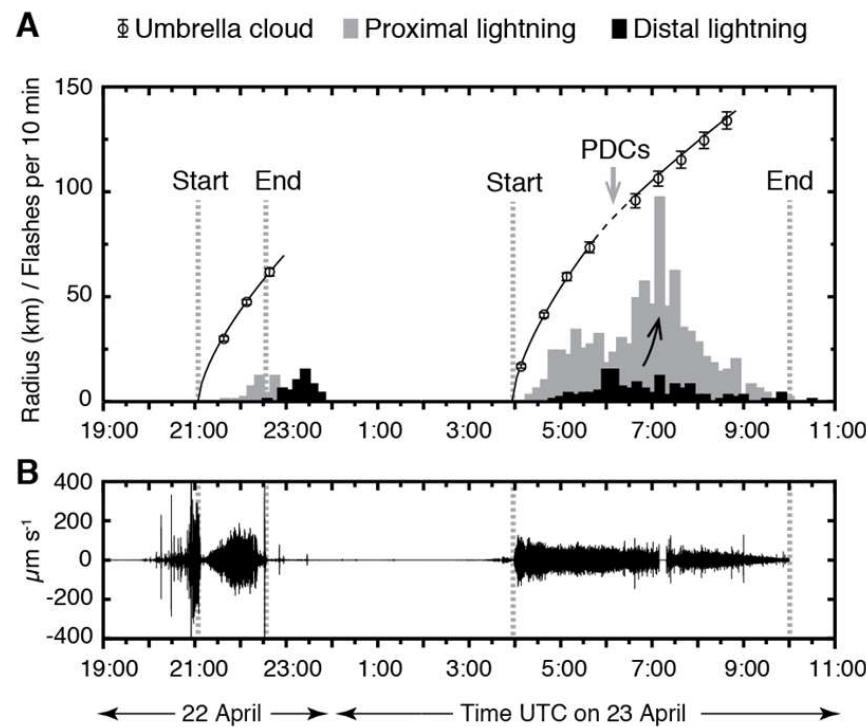 A
Umbrella cloud Proximal lightning Distal lightning
Radius (km) / Flashes per 10 min
150
100
50
0
Start
End
Start
PDCs
End
19:00 21:00 23:00 1:00 3:00 5:00 7:00 9:00 11:00
B
µm s⁻¹
400
200
0
-200
-400
19:00 21:00 23:00 1:00 3:00 5:00 7:00 9:00 11:00
22 April Time UTC on 23 April